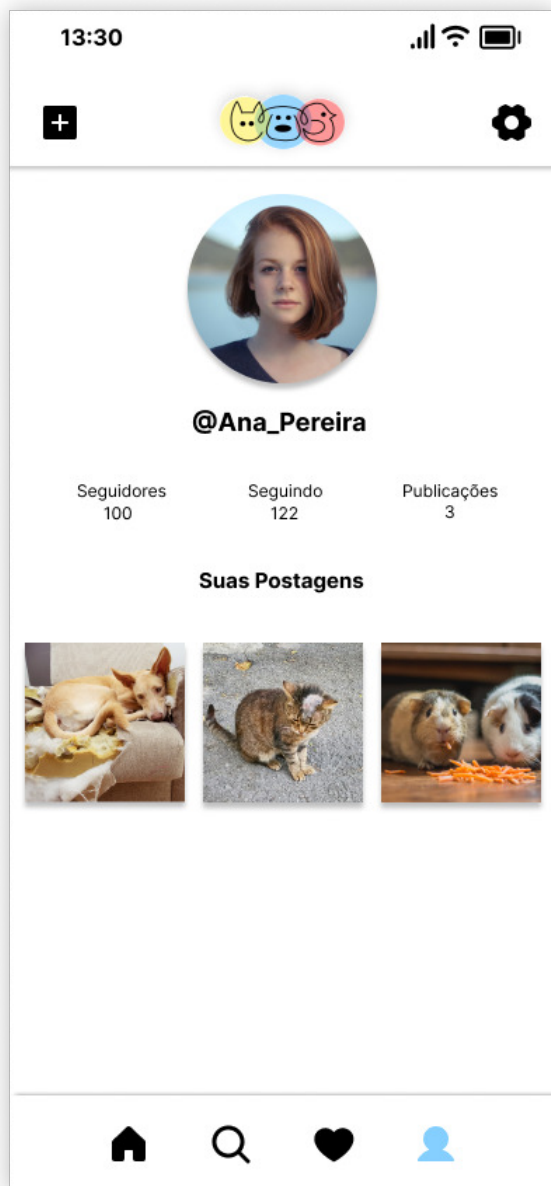 13:30
@Ana_Pereira
Seguidores
100
Seguindo
122
Publicações
3
Suas Postagens